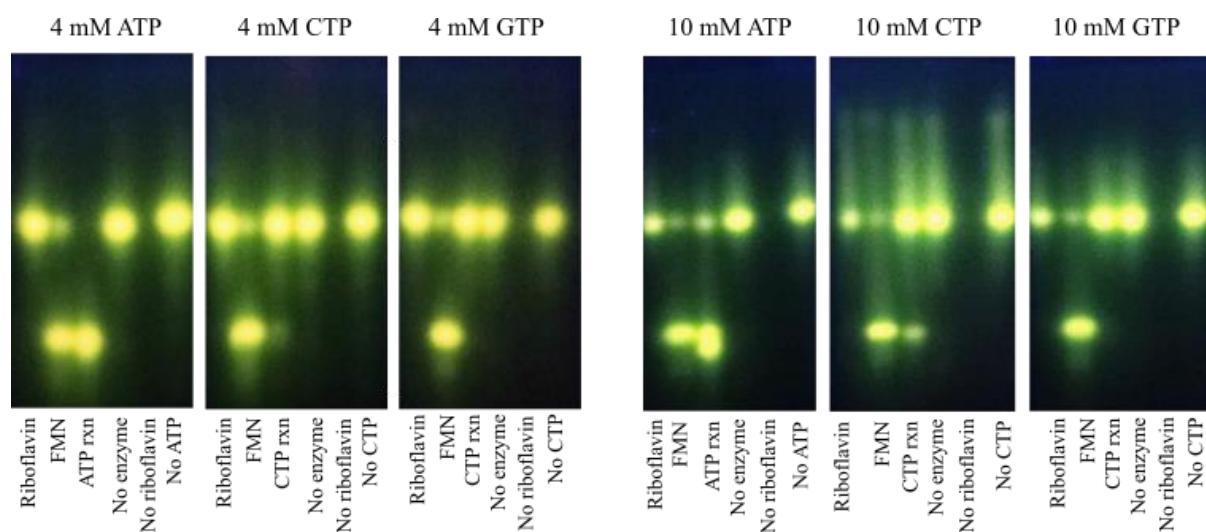 4 mM ATP
4 mM CTP
4 mM GTP
10 mM ATP
10 mM CTP
10 mM GTP
Riboflavin
FMN
ATP rxn
No enzyme
No riboflavin
No ATP
Riboflavin
FMN
CTP rxn
No enzyme
No riboflavin
No CTP
Riboflavin
FMN
CTP rxn
No enzyme
No riboflavin
No CTP
Riboflavin
FMN
ATP rxn
No enzyme
No riboflavin
No ATP
Riboflavin
FMN
CTP rxn
No enzyme
No riboflavin
No CTP
Riboflavin
FMN
CTP rxn
No enzyme
No riboflavin
No CTP